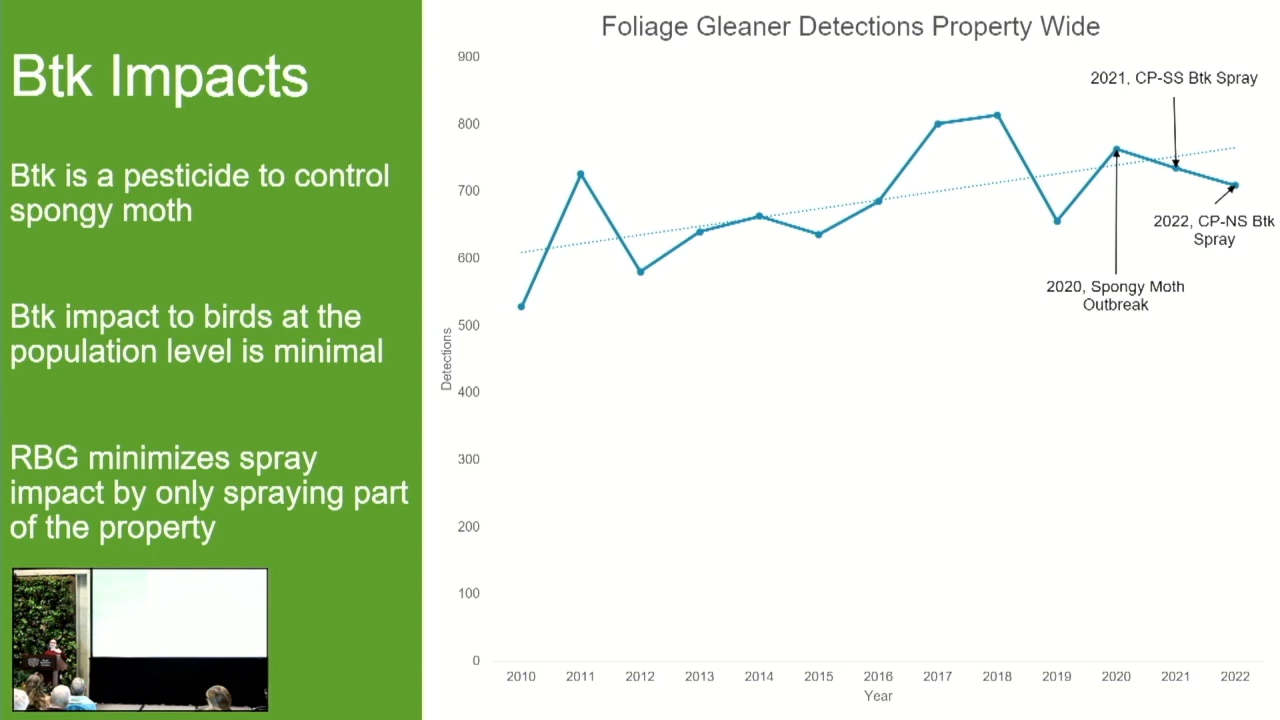 Btk Impacts
Btk is a pesticide to control
spongy moth
Btk impact to birds at the
population level is minimal
RBG minimizes spray
impact by only spraying part
of the property
Foliage Gleaner Detections Property Wide
900
800
700
600
500
400
300
200
100
0
Detections
2021, CP-SS Btk Spray
2022, CP-NS Btk
Spray
2020, Spongy Moth
Outbreak
2010 2011 2012 2013 2014 2015 2016 2017 2018 2019 2020 2021 2022
Year